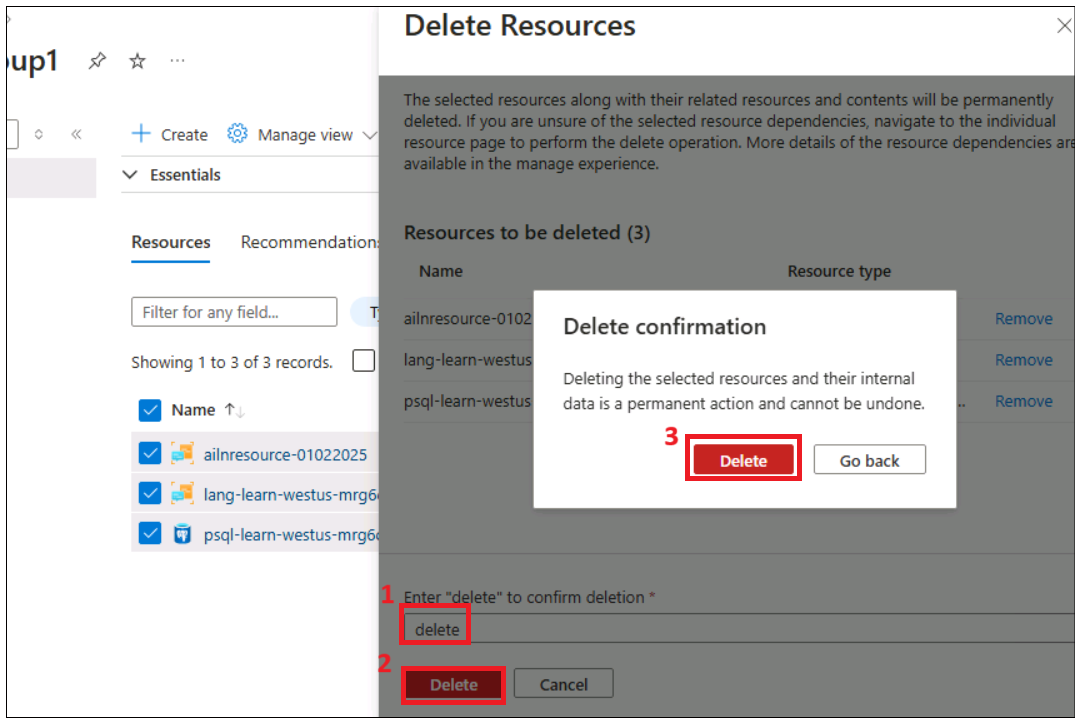 oup1
Create
Manage view
Essentials
Resources
Recommendations
Filter for any field...
Showing 1 to 3 of 3 records.
Name ↑↓
ailnresource-01022025
lang-learn-westus-mrg6
psql-learn-westus-mrg6
Delete Resources
The selected resources along with their related resources and contents will be permanently
deleted. If you are unsure of the selected resource dependencies, navigate to the individual
resource page to perform the delete operation. More details of the resource dependencies are
available in the manage experience.
Resources to be deleted (3)
Name Resource type
ailnresource-0102 Remove
lang-learn-westus Remove
psql-learn-westus .. Remove
Delete confirmation
Deleting the selected resources and their internal
data is a permanent action and cannot be undone.
3
Delete Go back
1 Enter "delete" to confirm deletion *
delete
2
Delete Cancel